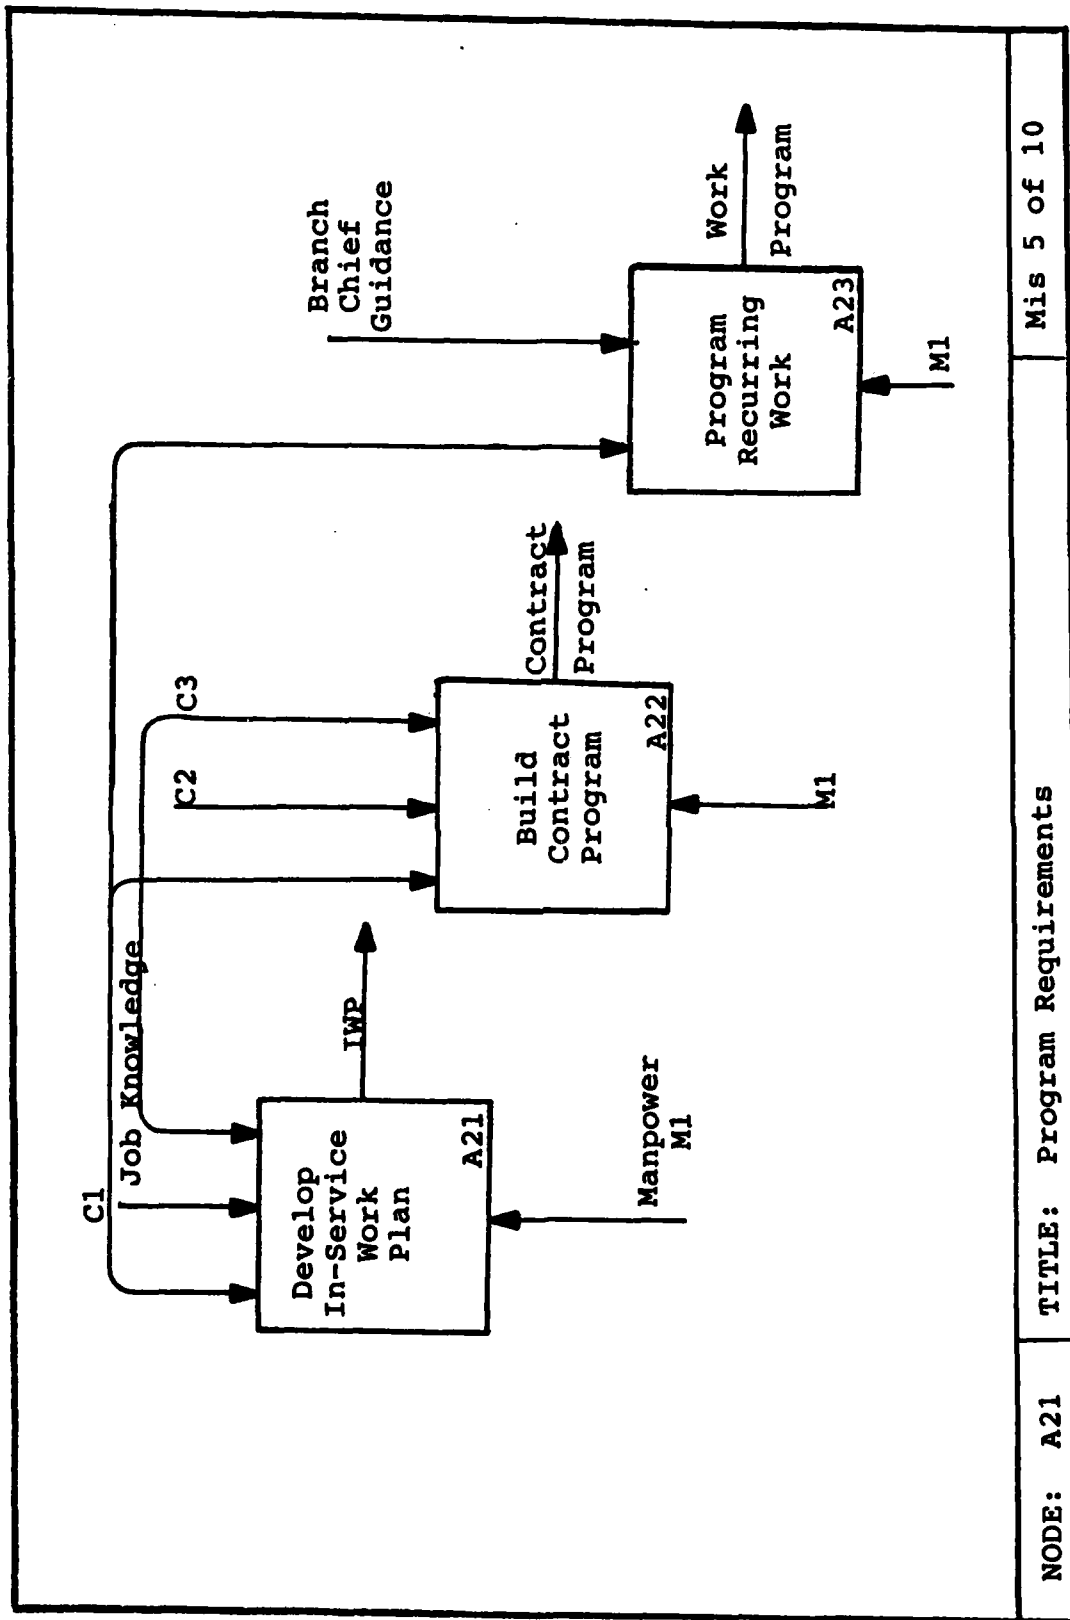 C1
Job Knowledge
C2
C3
Branch
Chief
Guidance
Develop
In-Service
Work
Plan
A21
IWP
Manpower
M1
Build
Contract
Program
A22
Contract
Program
M1
Program
Recurring
Work
A23
Work
Program
M1
NODE: A21
TITLE: Program Requirements
Mis 5 of 10